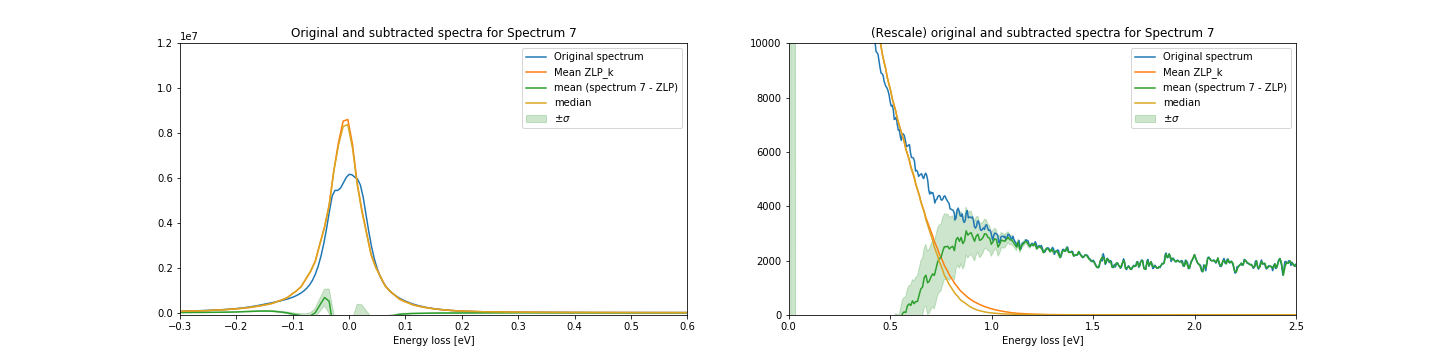 Original and subtracted spectra for Spectrum 7
1e7
1.2
1.0
0.8
0.6
0.4
0.2
0.0
−0.3
−0.2
−0.1
0.0
0.1
0.2
0.3
0.4
0.5
0.6
Energy loss [eV]
Original spectrum
Mean ZLP_k
mean (spectrum 7 - ZLP)
median
±σ
(Rescale) original and subtracted spectra for Spectrum 7
10000
8000
6000
4000
2000
0
0.0
0.5
1.0
1.5
2.0
2.5
Energy loss [eV]
Original spectrum
Mean ZLP_k
mean (spectrum 7 - ZLP)
median
±σ